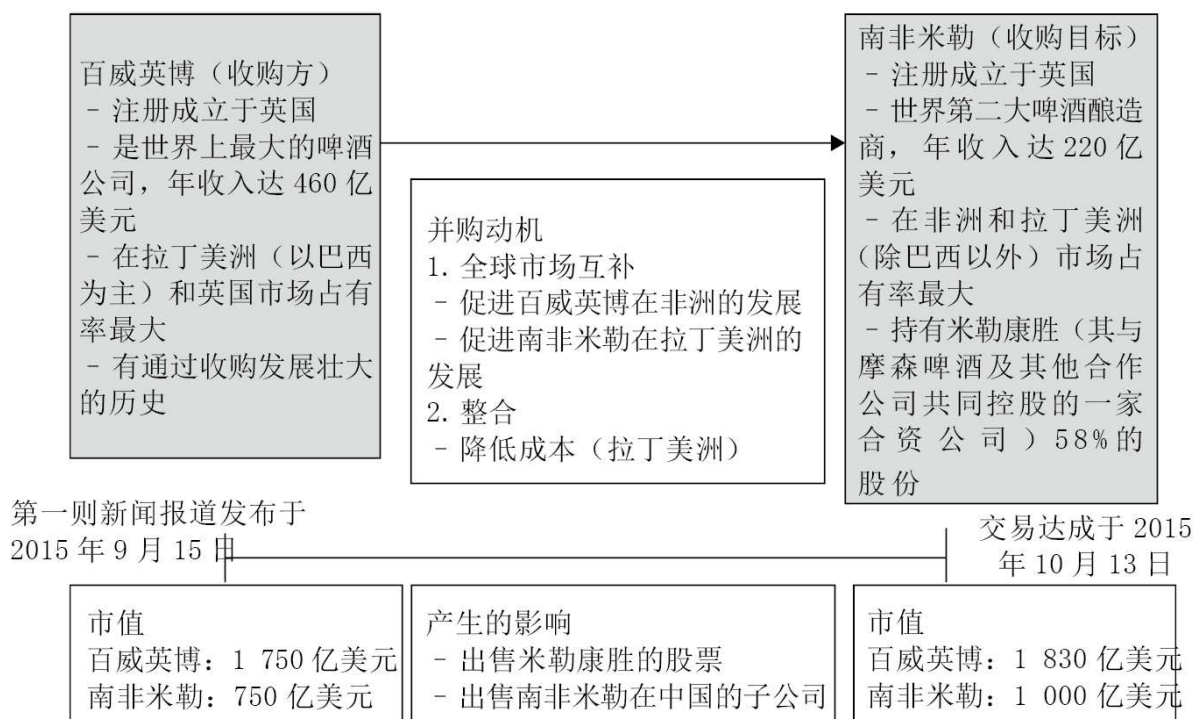 百威英博（收购方）
- 注册成立于英国
- 是世界上最大的啤酒
公司，年收入达 460 亿
美元
- 在拉丁美洲（以巴西
为主）和英国市场占有
率最大
- 有通过收购发展壮大
的历史
并购动机
1. 全球市场互补
- 促进百威英博在非洲的发展
- 促进南非米勒在拉丁美洲的
发展
2. 整合
- 降低成本（拉丁美洲）
南非米勒（收购目标）
- 注册成立于英国
- 世界第二大啤酒酿造
商，年收入达 220 亿
美元
- 在非洲和拉丁美洲
(除巴西以外）市场占
有率最大
- 持有米勒康胜（其与
摩森啤酒及其他合作
公司共同控股的一家
合资公司）58%的
股份
第一则新闻报道发布于
2015 年 9 月 15 日
交易达成于 2015
年 10 月 13 日
市值
百威英博：1 750 亿美元
南非米勒：750 亿美元
产生的影响
- 出售米勒康胜的股票
- 出售南非米勒在中国的子公司
市值
百威英博：1 830 亿美元
南非米勒：1 000 亿美元